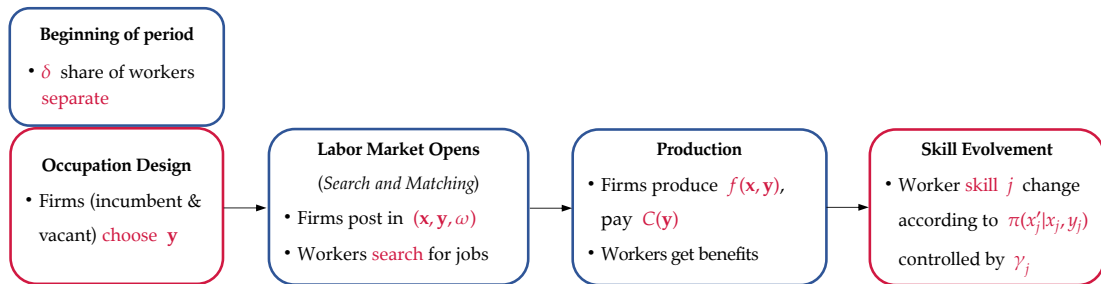 Beginning of period
• δ share of workers
separate
Occupation Design
• Firms (incumbent &
vacant) choose y
Labor Market Opens
(Search and Matching)
• Firms post in (x, y, ω)
• Workers search for jobs
Production
• Firms produce f(x, y),
pay C(y)
• Workers get benefits
Skill Evolvement
• Worker skill j change
according to π(x′ⱼ|xⱼ, yⱼ)
controlled by γⱼ